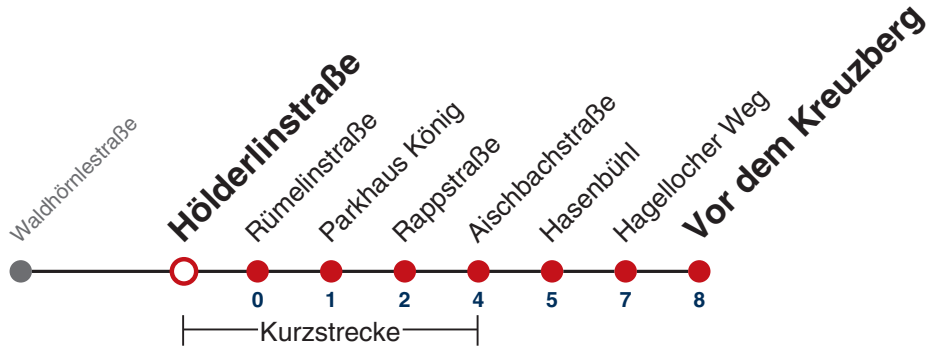 Waldhörnlestraße
Hölderlinstraße
Rümelinstraße
Parkhaus König
Rappstraße
Aischbachstraße
Hasenbühl
Hagellocher Weg
Vor dem Kreuzberg
0 1 2 4 5 7 8
Kurzstrecke